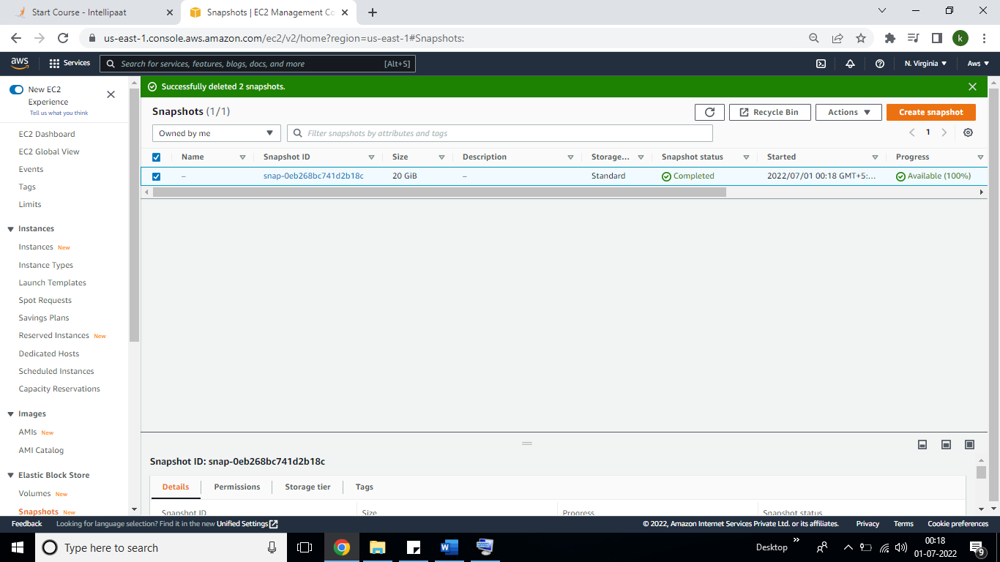 Start Course - Intellipaat
Snapshots | EC2 Management Co
us-east-1.console.aws.amazon.com/ec2/v2/home?region=us-east-1#Snapshots:
k
aws
Services
Search for services, features, blogs, docs, and more
[Alt+S]
N. Virginia
Aws
New EC2
Experience
Tell us what you think
EC2 Dashboard
EC2 Global View
Events
Tags
Limits
Instances
Instances New
Instance Types
Launch Templates
Spot Requests
Savings Plans
Reserved Instances New
Dedicated Hosts
Scheduled Instances
Capacity Reservations
Images
AMIs New
AMI Catalog
Elastic Block Store
Volumes New
Snapshots New
Successfully deleted 2 snapshots.
Snapshots (1/1)
Recycle Bin
Actions
Create snapshot
Owned by me
Filter snapshots by attributes and tags
1
Name Snapshot ID Size Description Storage... Snapshot status Started Progress
– snap-0eb268bc741d2b18c 20 GiB – Standard Completed 2022/07/01 00:18 GMT+5:... Available (100%)
Snapshot ID: snap-0eb268bc741d2b18c
Details Permissions Storage tier Tags
Snapshot ID Size Progress Snapshot status
Feedback
Looking for language selection? Find it in the new Unified Settings
© 2022, Amazon Internet Services Private Ltd. or its affiliates.
Privacy
Terms
Cookie preferences
Type here to search
Desktop
00:18
01-07-2022
9